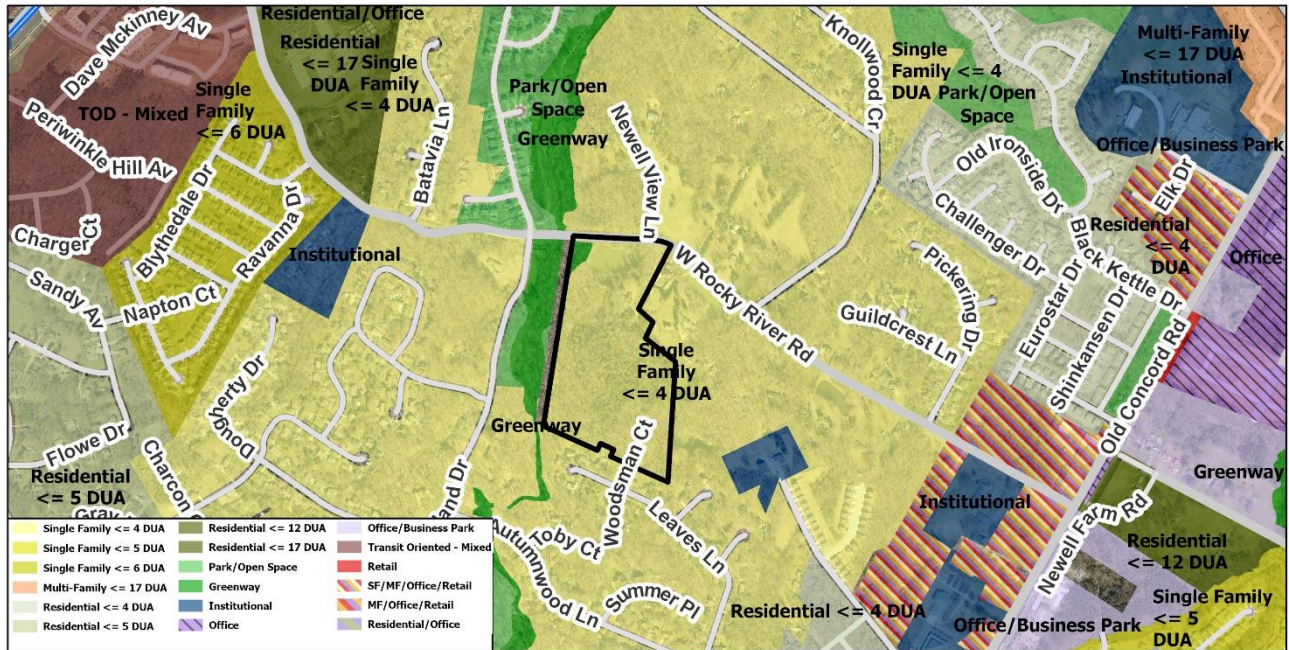 Dave Mckinney Av
Residential/Office
Residential
<= 17
DUA
Single
Family
<= 4 DUA
Single
Family
<= 6 DUA
TOD - Mixed
Periwinkle Hill Av
Charger Ct
Sandy Av
Blythedale Dr
Ravanna Dr
Napton Ct
Batavia Ln
Park/Open
Space
Greenway
Newell View Ln
Knollwood Cr
Single
Family <= 4
DUA
Park/Open
Space
Multi-Family
<= 17 DUA
Institutional
Office/Business Park
Old Ironside Dr
Elk Dr
Challenger Dr
Residential
<= 4
DUA
Office
Black Kettle Dr
Institutional
W Rocky River Rd
Pickering Dr
Guildcrest Ln
Eurostar Dr
Shinkansen Dr
Old Concord Rd
Single
Family
<= 4 DUA
Greenway
Flowe Dr
Dougherty Dr
Charcon
Residential
<= 5 DUA
Gray
and Dr
Woodsman Ct
Toby Ct
Leaves Ln
Autumnwood Ln
Summer Pl
Institutional
Greenway
Newell Farm Rd
Residential
<= 12 DUA
Residential <= 4 DUA
Office/Business Park
Single Family
<= 5
DUA
Single Family <= 4 DUA
Single Family <= 5 DUA
Single Family <= 6 DUA
Multi-Family <= 17 DUA
Residential <= 4 DUA
Residential <= 5 DUA
Residential <= 12 DUA
Residential <= 17 DUA
Park/Open Space
Greenway
Institutional
Office
Office/Business Park
Transit Oriented - Mixed
Retail
SF/MF/Office/Retail
MF/Office/Retail
Residential/Office